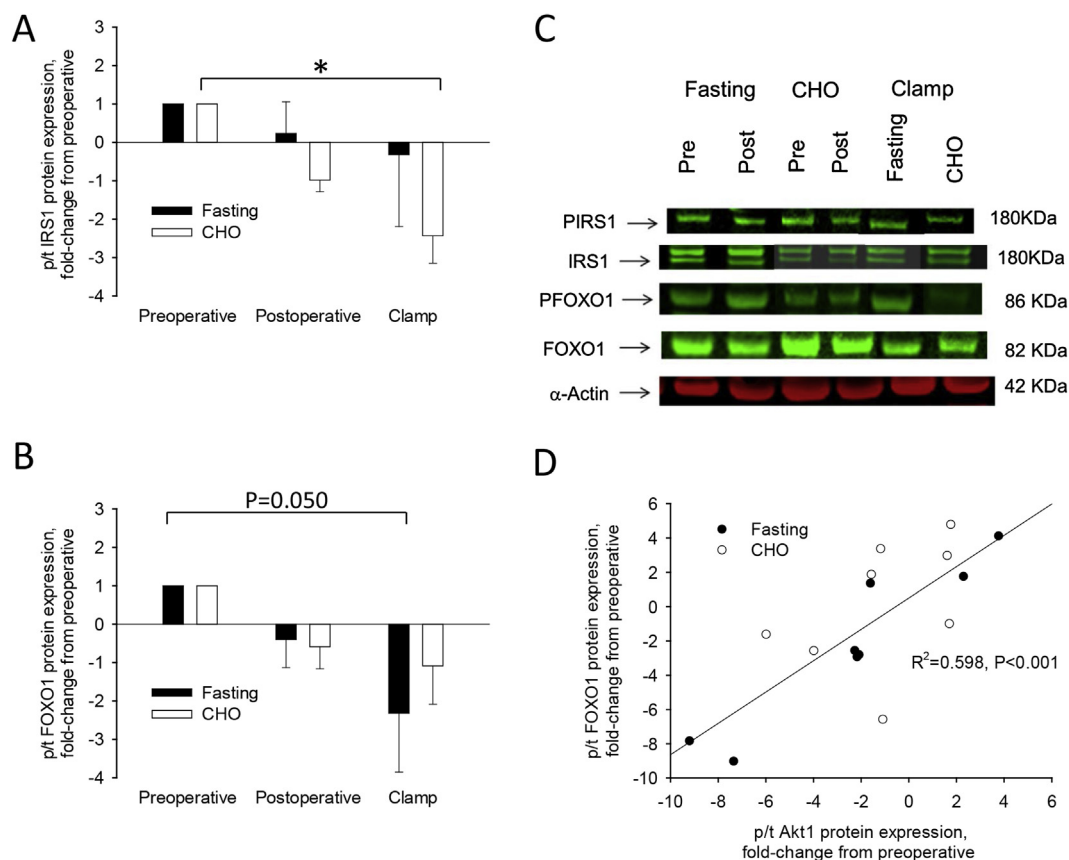 A
p/t IRS1 protein expression,
fold-change from preoperative
3
2
1
0
-1
-2
-3
-4
*
Fasting
CHO
Preoperative Postoperative Clamp
B
p/t FOXO1 protein expression,
fold-change from preoperative
3
2
1
0
-1
-2
-3
-4
P=0.050
Fasting
CHO
Preoperative Postoperative Clamp
C
Fasting CHO Clamp
Pre Post Pre Post Fasting CHO
PIRS1 180KDa
IRS1 180KDa
PFOXO1 86 KDa
FOXO1 82 KDa
α-Actin 42 KDa
D
p/t FOXO1 protein expression,
fold-change from preoperative
6
4
2
0
-2
-4
-6
-8
-10
Fasting
CHO
R²=0.598, P<0.001
-10 -8 -6 -4 -2 0 2 4 6
p/t Akt1 protein expression,
fold-change from preoperative